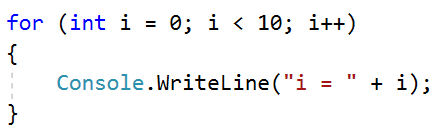 for (int i = 0; i < 10; i++)
{
    Console.WriteLine("i = " + i);
}